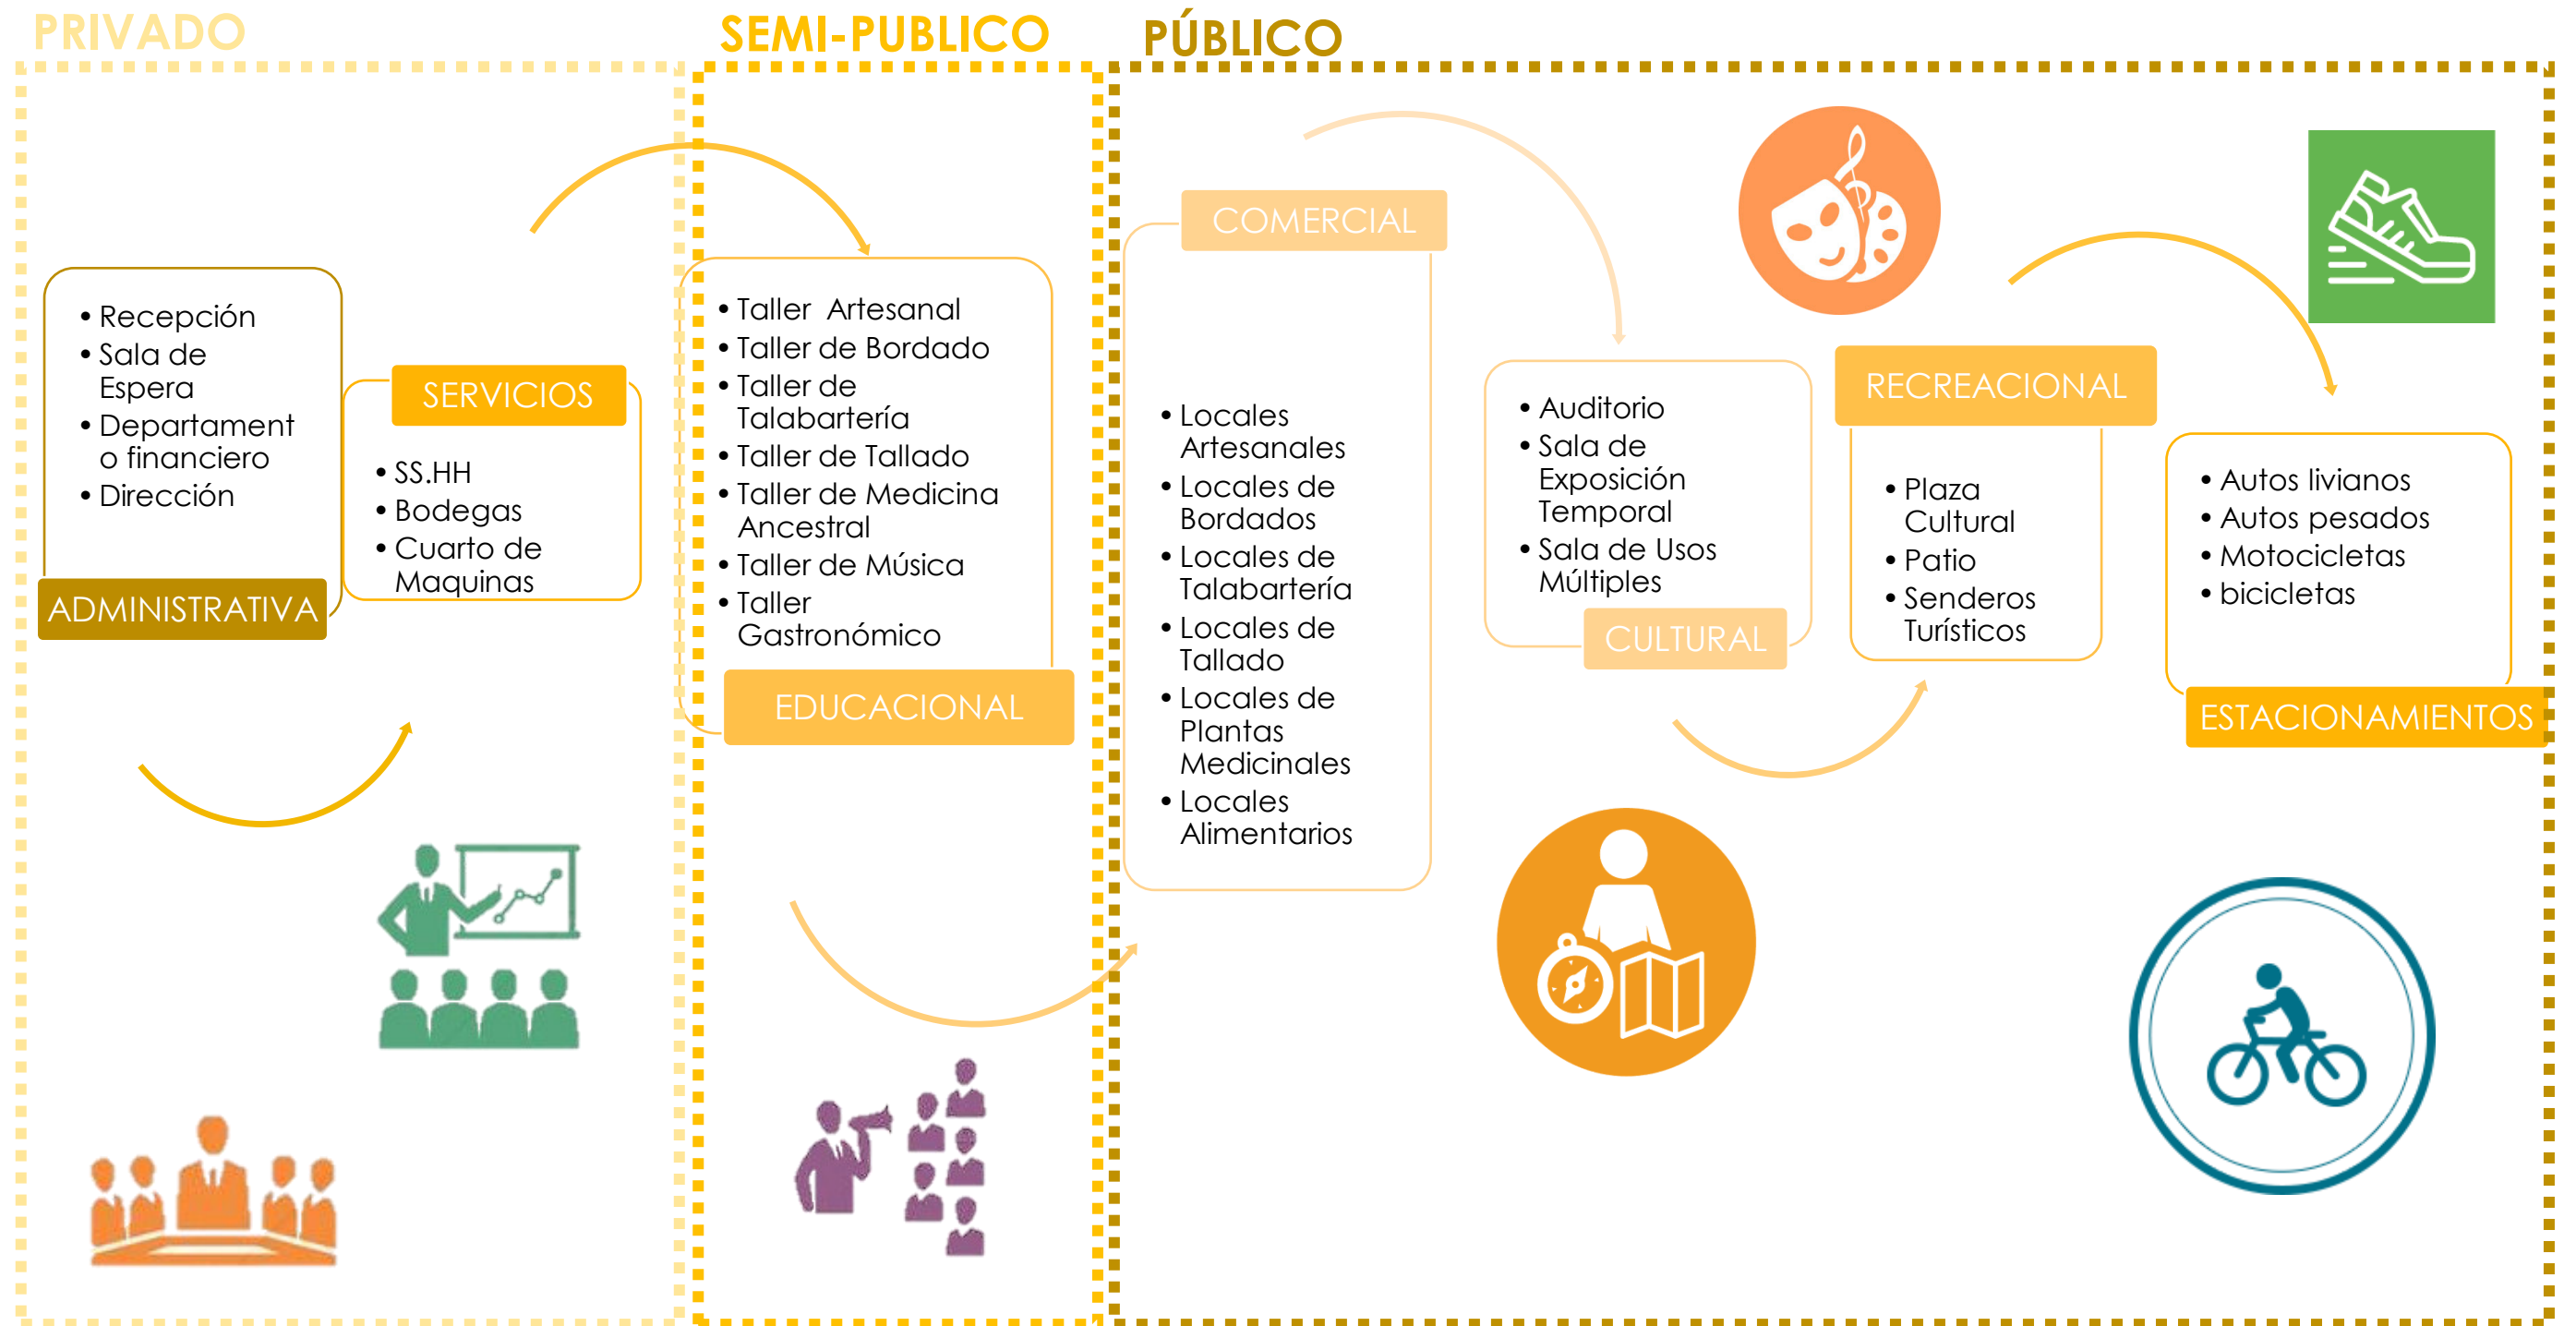 PRIVADO
SEMI-PUBLICO
PÚBLICO
• Recepción
• Sala de
Espera
• Departament
o financiero
• Dirección
ADMINISTRATIVA
SERVICIOS
• SS.HH
• Bodegas
• Cuarto de
Maquinas
• Taller Artesanal
• Taller de Bordado
• Taller de
Talabartería
• Taller de Tallado
• Taller de Medicina
Ancestral
• Taller de Música
• Taller
Gastronómico
EDUCACIONAL
COMERCIAL
• Locales
Artesanales
• Locales de
Bordados
• Locales de
Talabartería
• Locales de
Tallado
• Locales de
Plantas
Medicinales
• Locales
Alimentarios
• Auditorio
• Sala de
Exposición
Temporal
• Sala de Usos
Múltiples
CULTURAL
RECREACIONAL
• Plaza
Cultural
• Patio
• Senderos
Turísticos
• Autos livianos
• Autos pesados
• Motocicletas
• bicicletas
ESTACIONAMIENTOS